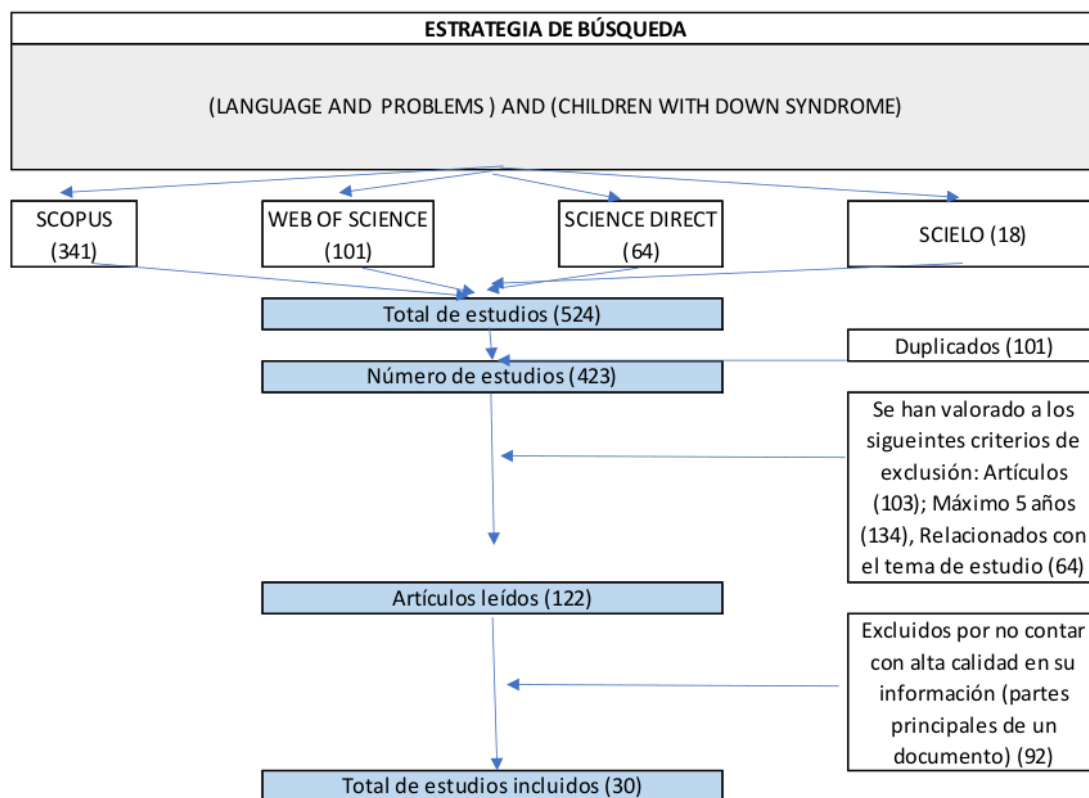 ESTRATEGIA DE BÚSQUEDA
(LANGUAGE AND PROBLEMS ) AND (CHILDREN WITH DOWN SYNDROME)
SCOPUS
(341)
WEB OF SCIENCE
(101)
SCIENCE DIRECT
(64)
SCIELO (18)
Total de estudios (524)
Duplicados (101)
Número de estudios (423)
Se han valorado a los
sigueintes criterios de
exclusión: Artículos
(103); Máximo 5 años
(134), Relacionados con
el tema de estudio (64)
Artículos leídos (122)
Excluidos por no contar
con alta calidad en su
información (partes
principales de un
documento) (92)
Total de estudios incluidos (30)